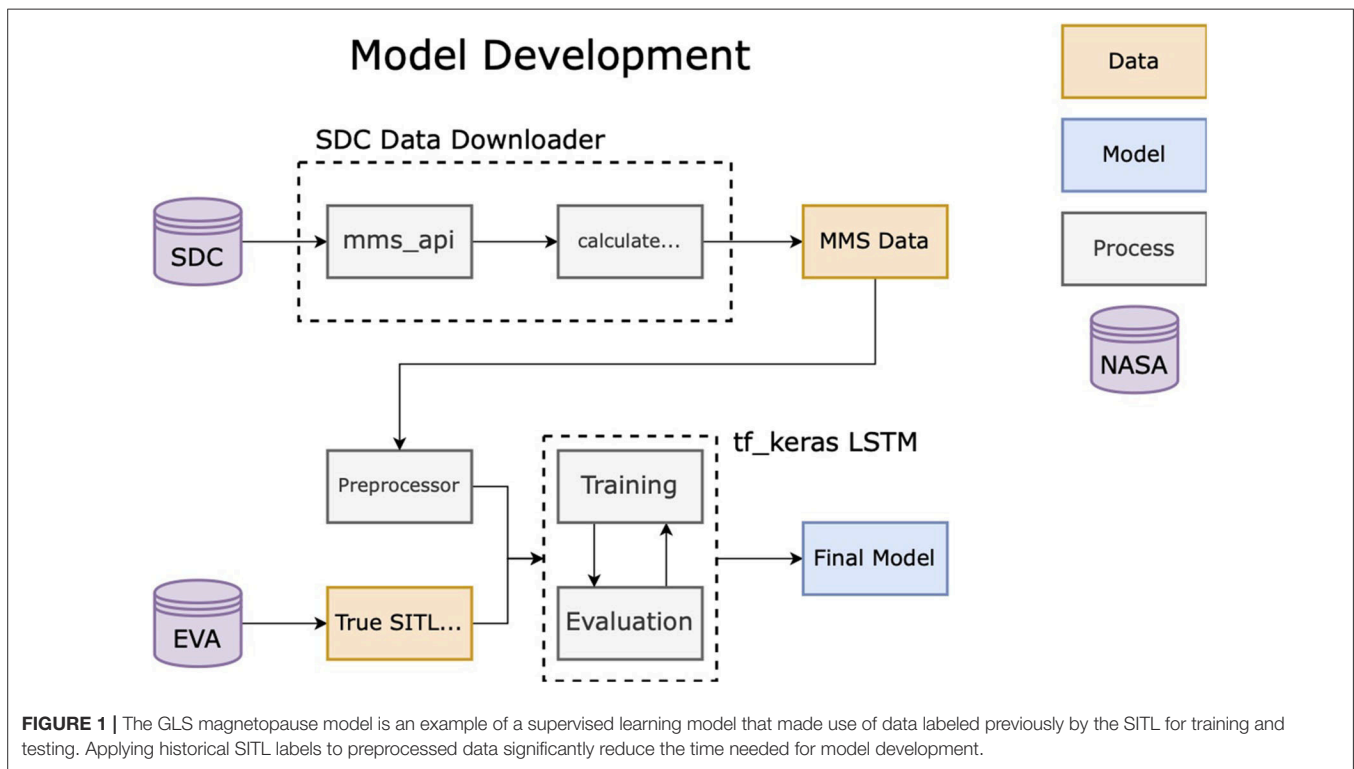 Model Development
Data
Model
Process
NASA
SDC Data Downloader
SDC
mms_api
calculate...
MMS Data
Preprocessor
tf_keras LSTM
Training
Evaluation
Final Model
EVA
True SITL...
FIGURE 1 | The GLS magnetopause model is an example of a supervised learning model that made use of data labeled previously by the SITL for training and
testing. Applying historical SITL labels to preprocessed data significantly reduce the time needed for model development.